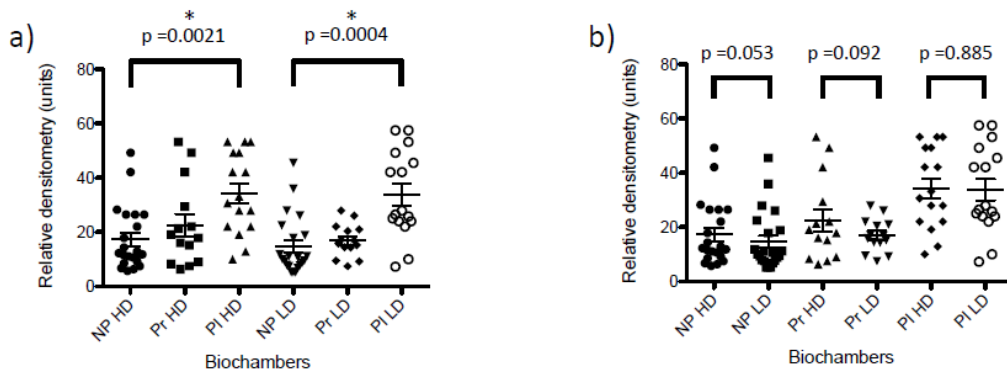 a)
*
p =0.0021
*
p =0.0004
Relative densitometry (units)
80
60
40
20
0
NP HD
Pr HD
PI HD
NP LD
Pr LD
PI LD
Biochambers
b)
p =0.053
p =0.092
p =0.885
Relative densitometry (units)
80
60
40
20
0
NP HD
NP LD
Pr HD
Pr LD
PI HD
PI LD
Biochambers